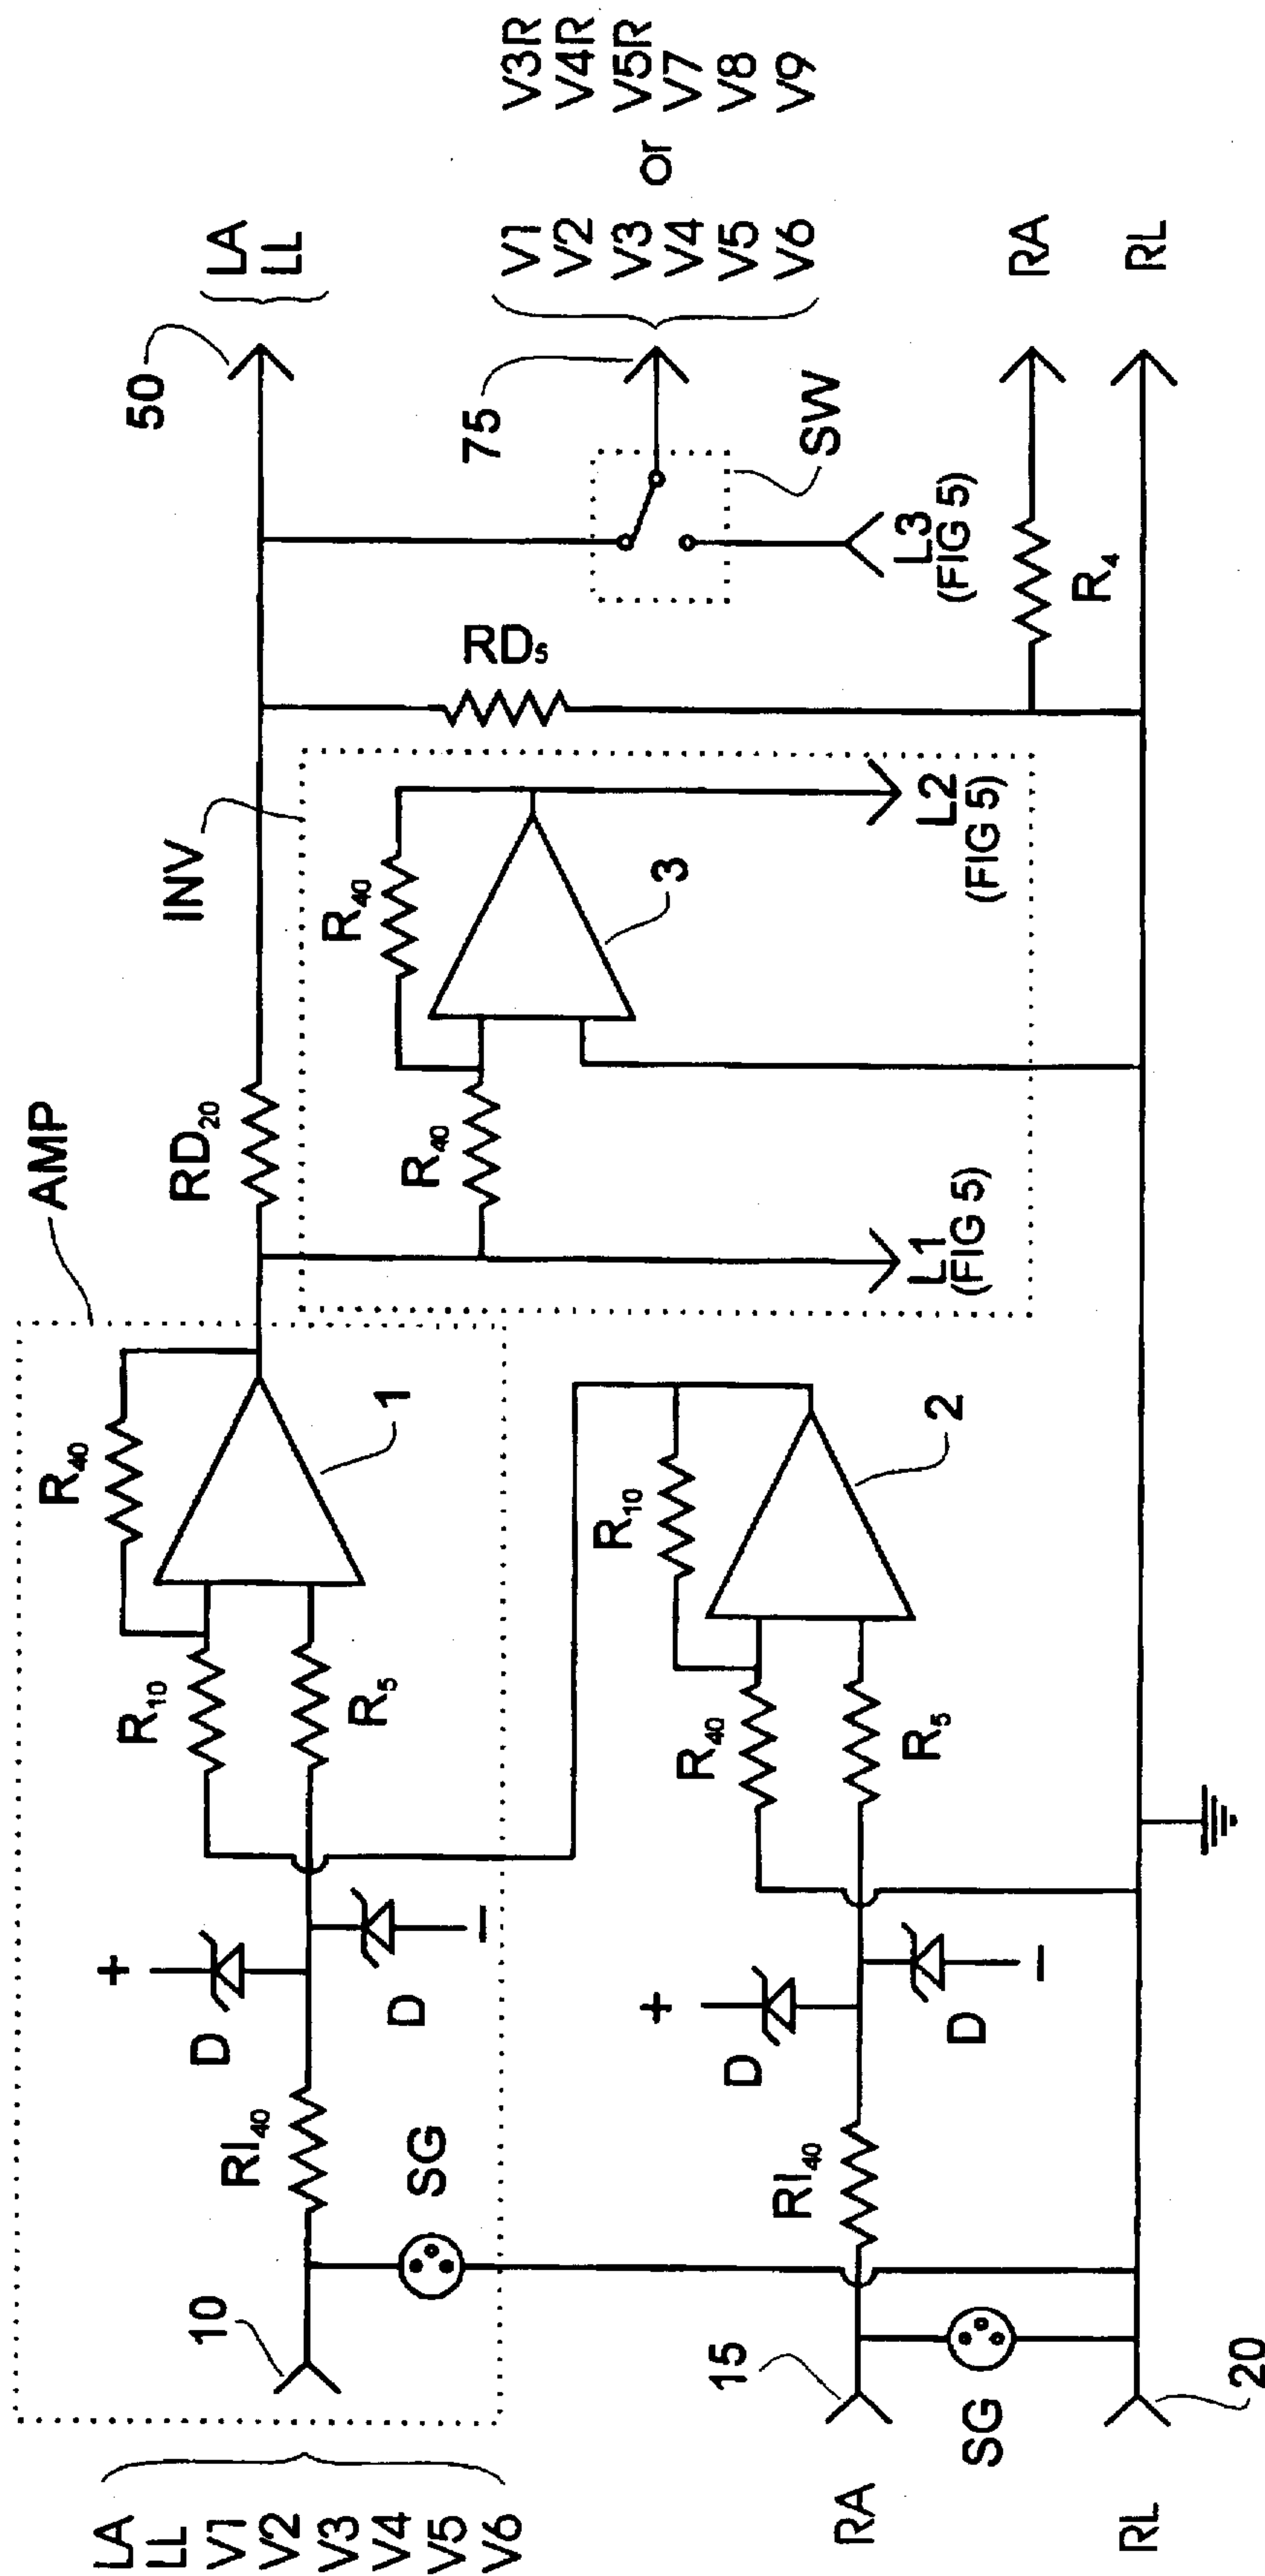 AMP
INV
50
LA
LL
R40
RD20
R10
1
R5
D
+
D
−
RI40
10
SG
LA
LL
V1
V2
V3
V4
V5
V6
R40
R40
3
L1
(FIG 5)
L2
(FIG 5)
RD5
75
SW
L3
(FIG 5)
V1
V2
V3
V4
V5
V6
or
V3R
V4R
V5R
V7
V8
V9
R10
2
R40
R5
D
+
D
−
RI40
15
SG
RA
RL
20
R4
RA
RL